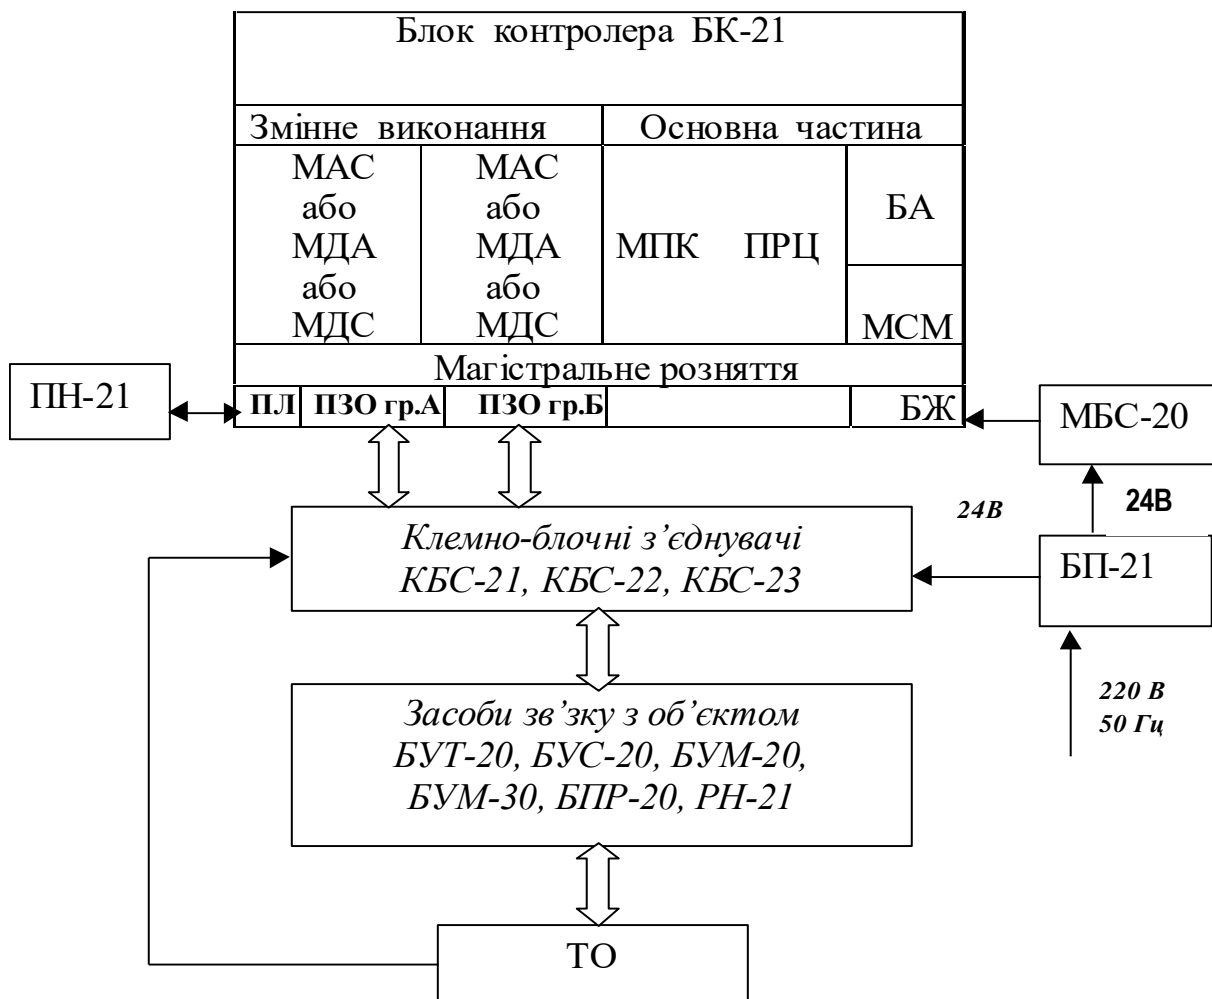 Блок контролера БК-21
Змінне виконання
Основна частина
МАС
або
МДА
або
МДС
МАС
або
МДА
або
МДС
МПК ПРЦ
БА
МСМ
Магістральне розняття
ПЛ
ПЗО гр.А
ПЗО гр.Б
БЖ
ПН-21
МБС-20
24В
24В
Клемно-блочні з’єднувачі
КБС-21, КБС-22, КБС-23
БП-21
220 В
50 Гц
Засоби зв’зку з об’єктом
БУТ-20, БУС-20, БУМ-20,
БУМ-30, БПР-20, РН-21
ТО